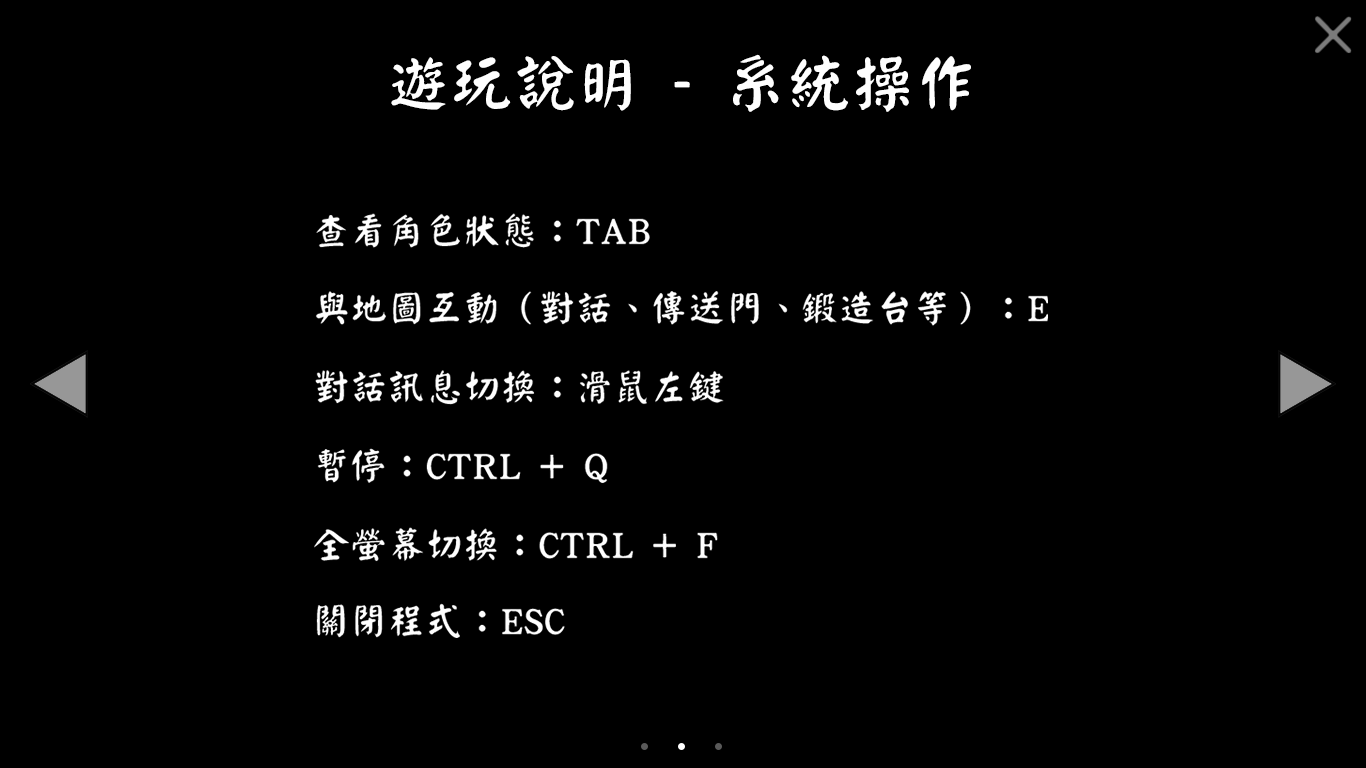 遊玩說明 - 系統操作
查看角色狀態：TAB
與地圖互動（對話、傳送門、鍛造台等）：E
對話訊息切換：滑鼠左鍵
暫停：CTRL + Q
全螢幕切換：CTRL + F
關閉程式：ESC